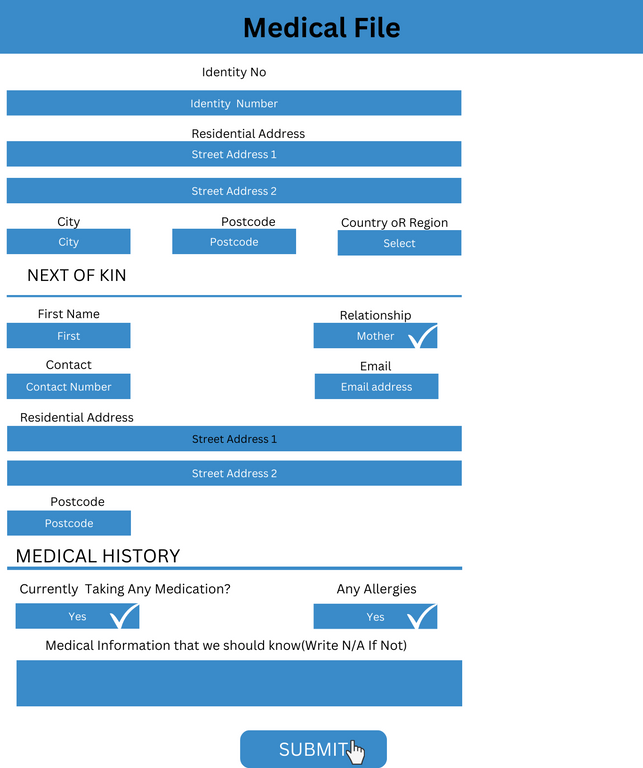 Medical File
Identity No
Identity  Number
Residential Address
Street Address 1
Street Address 2
City Postcode Country oR Region
City Postcode Select
NEXT OF KIN
First Name Relationship
First Mother
Contact Email
Contact Number Email address
Residential Address
Street Address 1
Street Address 2
Postcode
Postcode
MEDICAL HISTORY
Currently  Taking Any Medication? Any Allergies
Yes Yes
Medical Information that we should know(Write N/A If Not)
SUBMIT